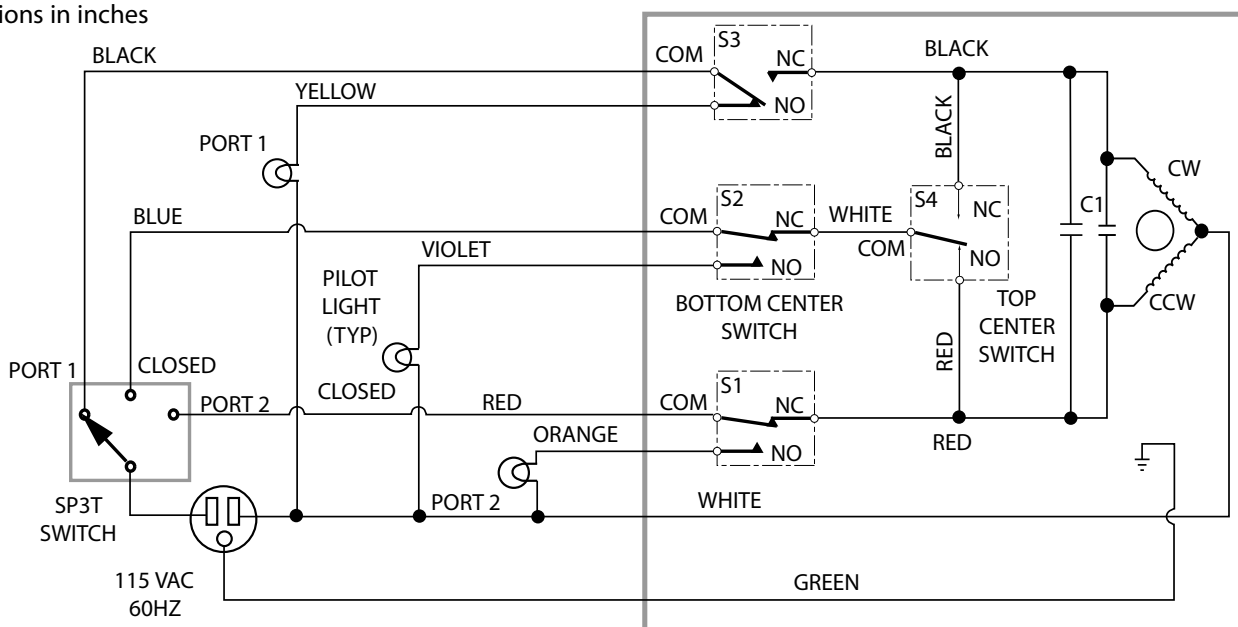 ions in inches
BLACK
COM
S3
NC
NO
BLACK
YELLOW
PORT 1
BLACK
BLUE
COM
S2
NC
NO
WHITE
COM
S4
NC
NO
C1
CW
CCW
VIOLET
PILOT
LIGHT
(TYP)
BOTTOM CENTER
SWITCH
TOP
CENTER
SWITCH
RED
PORT 1
CLOSED
PORT 2
CLOSED
RED
COM
S1
NC
NO
RED
ORANGE
PORT 2
WHITE
SP3T
SWITCH
115 VAC
60HZ
GREEN